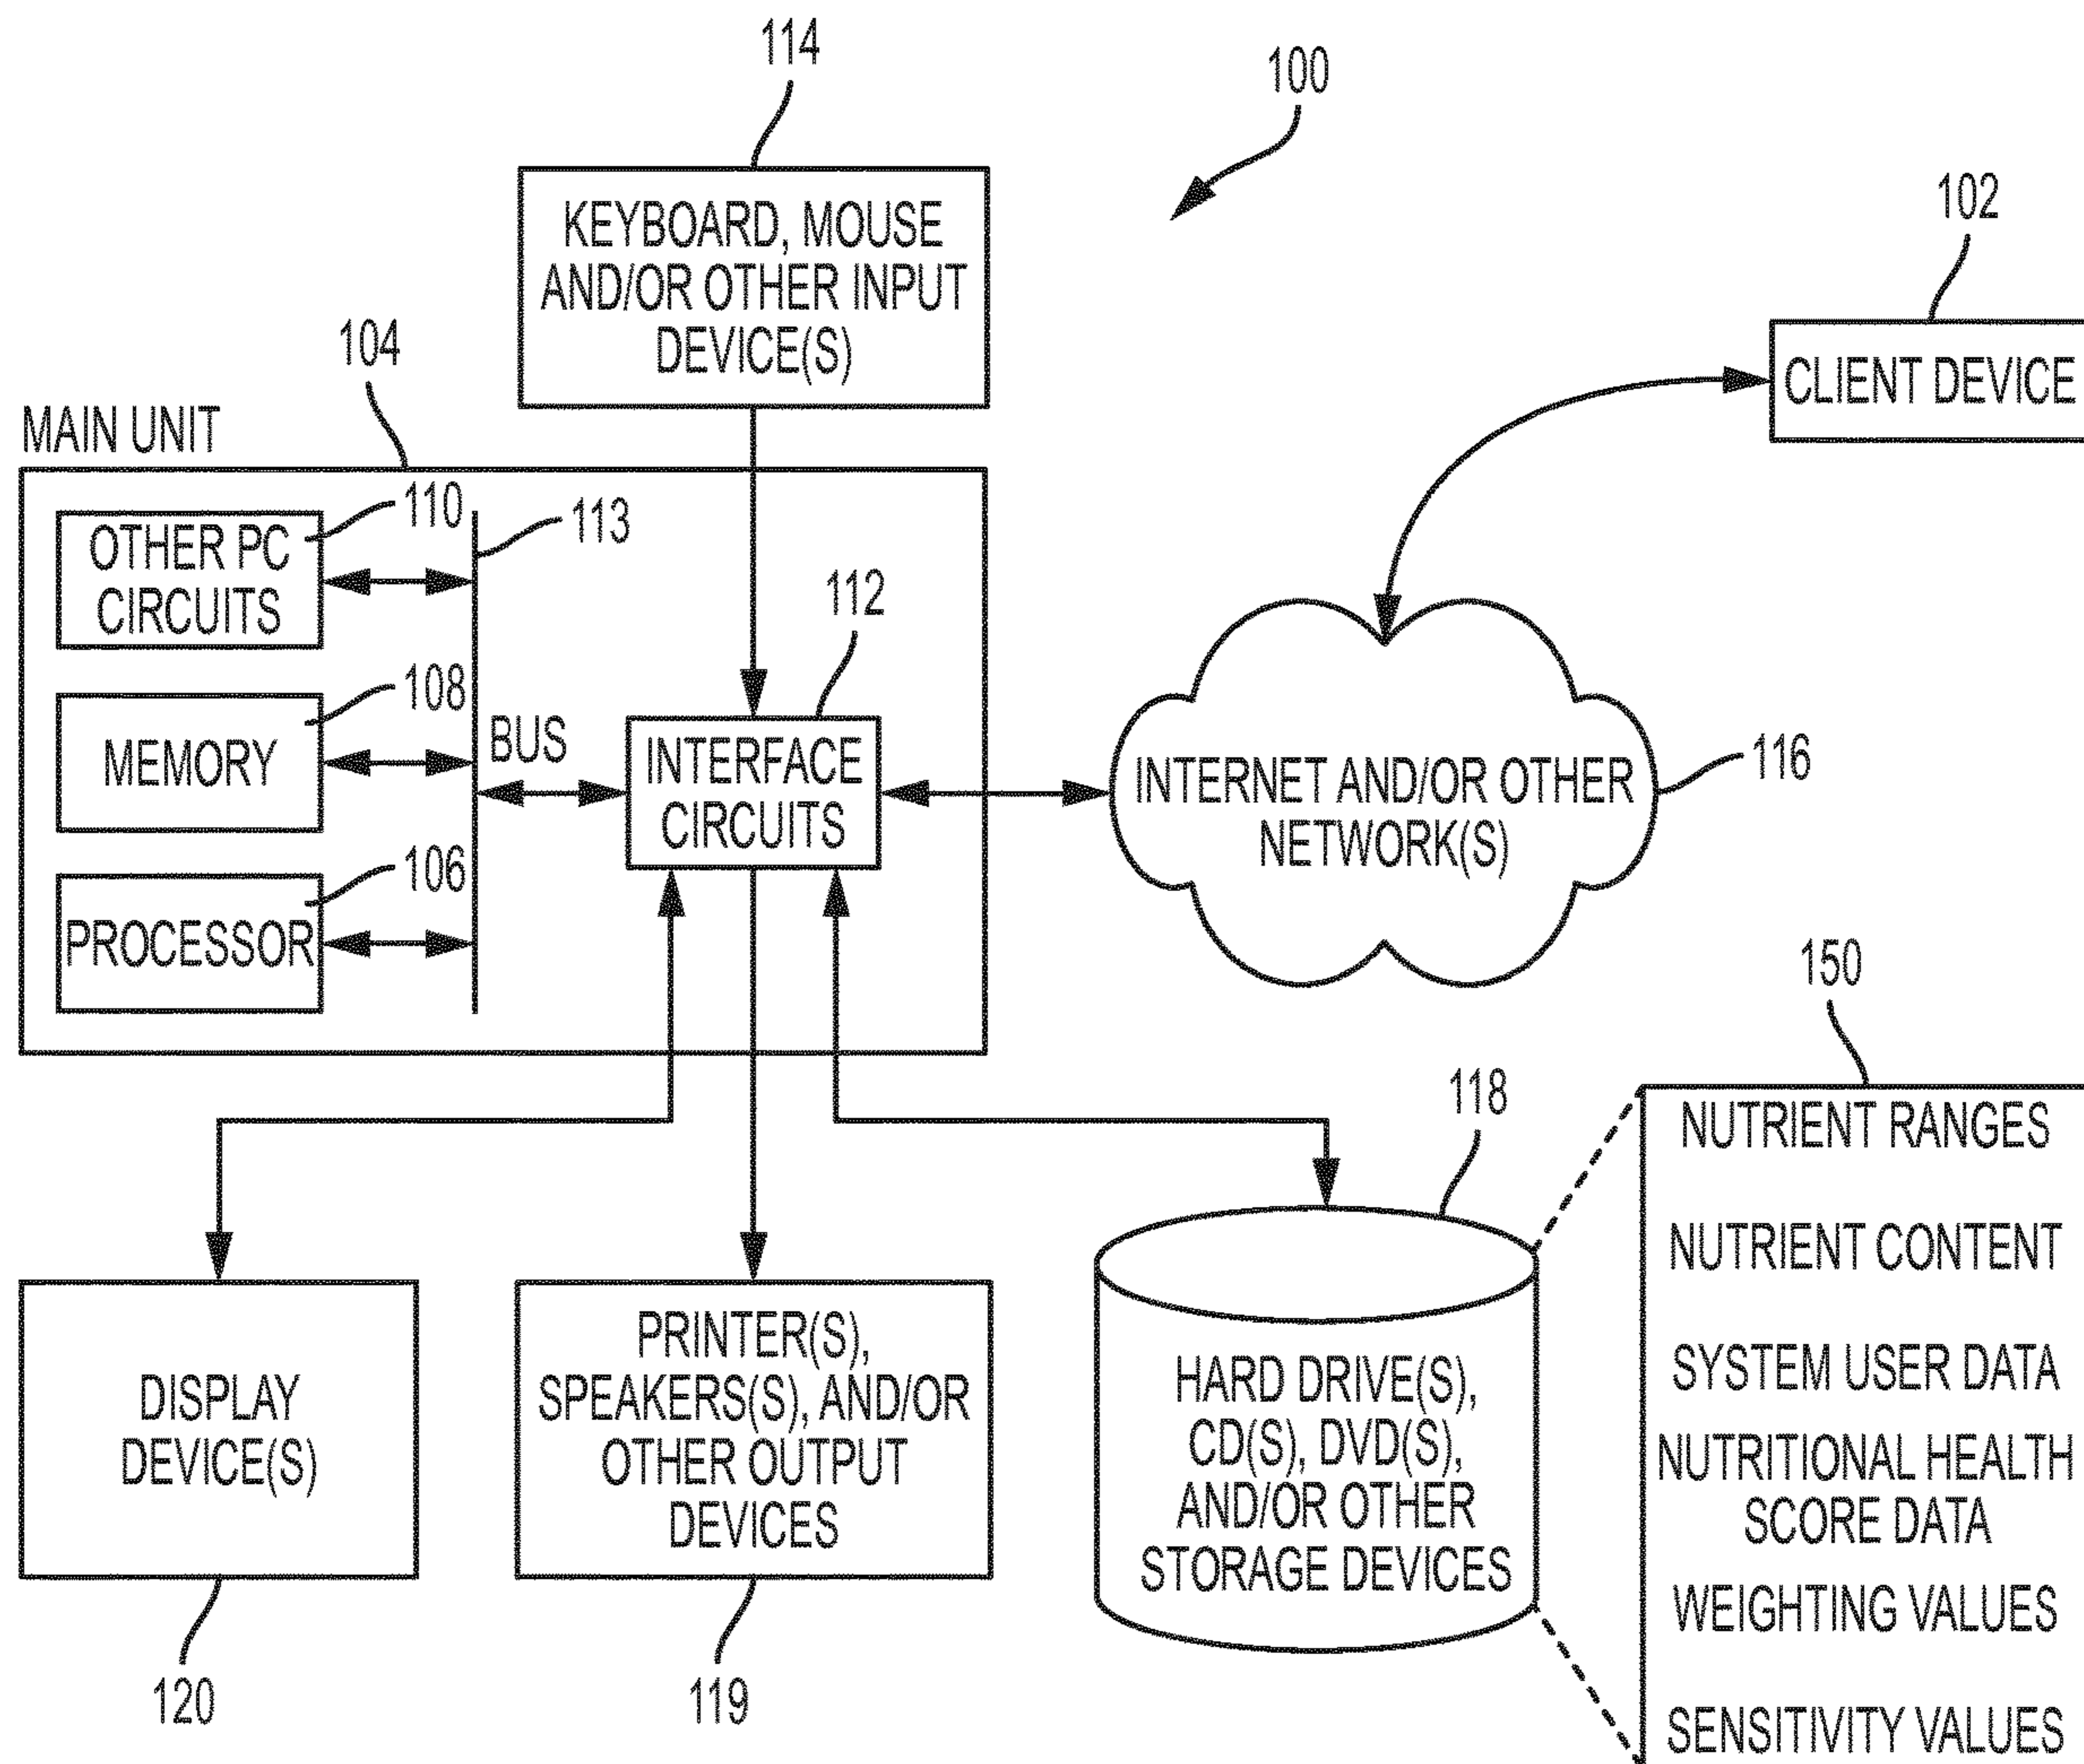 114
100
KEYBOARD, MOUSE
AND/OR OTHER INPUT
DEVICE(S)
102
CLIENT DEVICE
104
MAIN UNIT
110
OTHER PC
CIRCUITS
113
112
108
MEMORY
BUS
INTERFACE
CIRCUITS
INTERNET AND/OR OTHER
NETWORK(S)
116
106
PROCESSOR
150
118
NUTRIENT RANGES
NUTRIENT CONTENT
SYSTEM USER DATA
NUTRITIONAL HEALTH
SCORE DATA
WEIGHTING VALUES
SENSITIVITY VALUES
DISPLAY
DEVICE(S)
PRINTER(S),
SPEAKERS(S), AND/OR
OTHER OUTPUT
DEVICES
HARD DRIVE(S),
CD(S), DVD(S),
AND/OR OTHER
STORAGE DEVICES
120
119